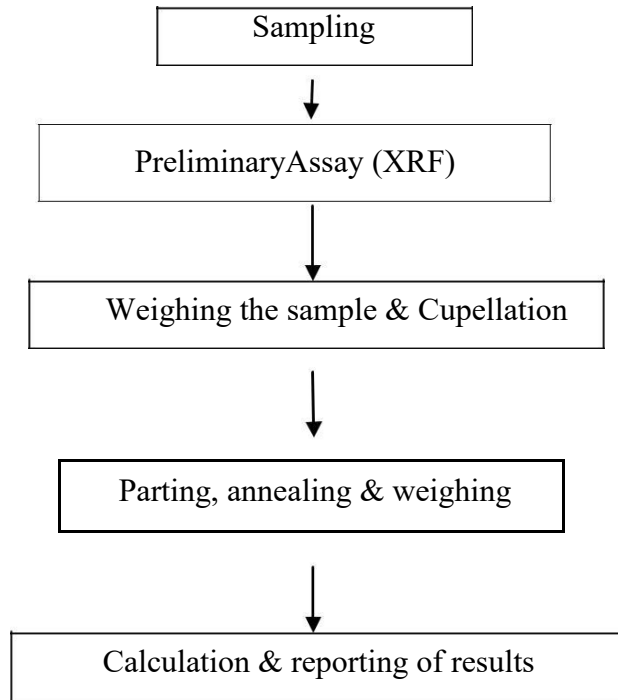 Sampling
PreliminaryAssay (XRF)
Weighing the sample & Cupellation
Parting, annealing & weighing
Calculation & reporting of results